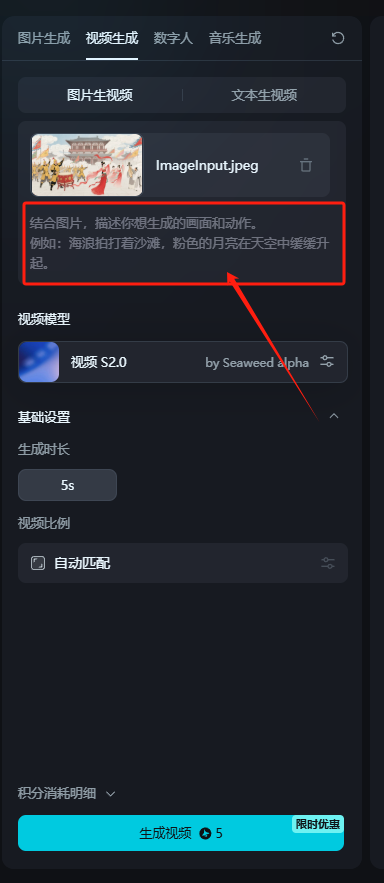 图片生成 视频生成 数字人 音乐生成
图片生视频 文本生视频
ImageInput.jpeg
结合图片，描述你想生成的画面和动作。
例如：海浪拍打着沙滩，粉色的月亮在天空中缓缓升
起。
视频模型
视频 S2.0 by Seaweed alpha
基础设置
生成时长
5s
视频比例
自动匹配
积分消耗明细
限时优惠
生成视频 5